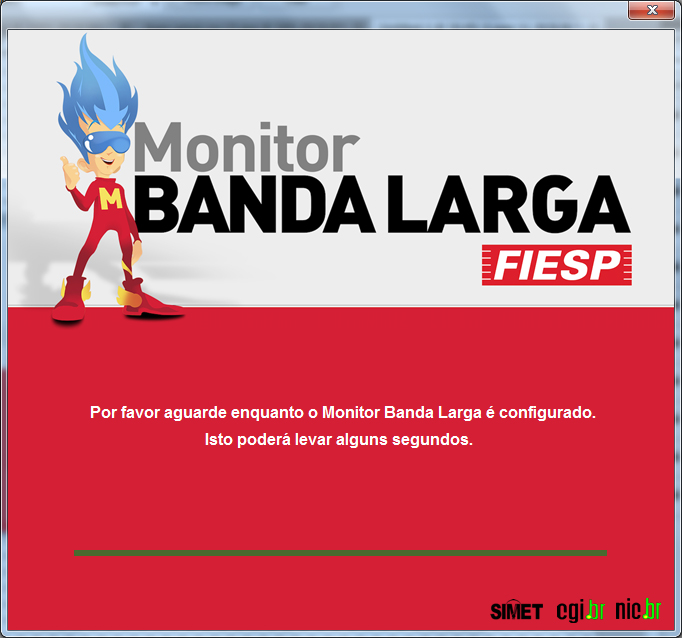 Monitor
M
BANDA LARGA
FIESP
Por favor aguarde enquanto o Monitor Banda Larga é configurado.
Isto poderá levar alguns segundos.
SIMET cgi.br nic.br